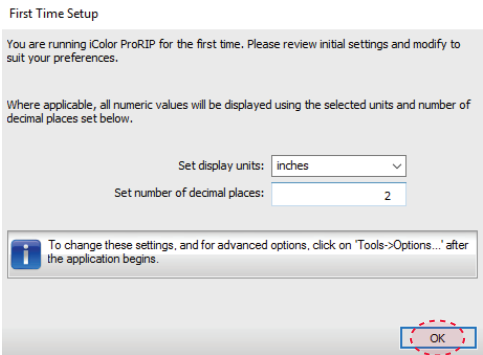 First Time Setup
You are running iColor ProRIP for the first time. Please review initial settings and modify to
suit your preferences.
Where applicable, all numeric values will be displayed using the selected units and number of
decimal places set below.
Set display units: inches
Set number of decimal places: 2
To change these settings, and for advanced options, click on 'Tools->Options...' after
the application begins.
OK